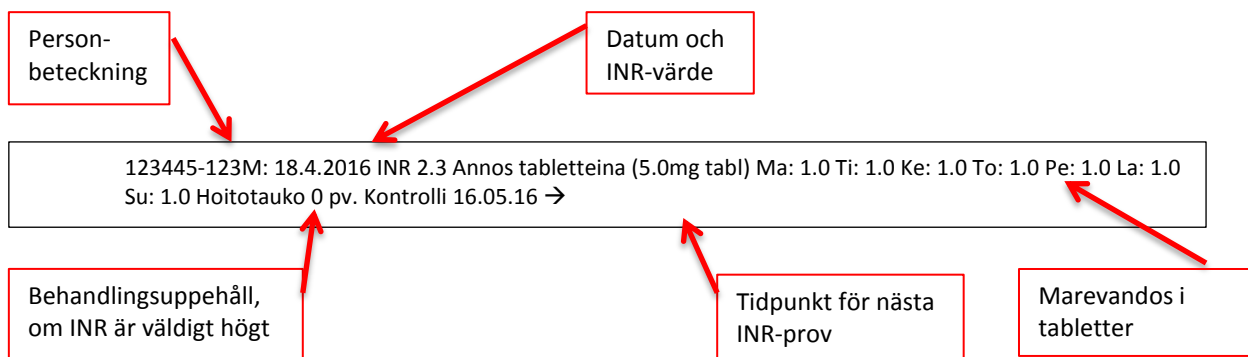 Person-
beteckning
Datum och
INR-värde
123445-123M: 18.4.2016 INR 2.3 Annos tabletteina (5.0mg tabl) Ma: 1.0 Ti: 1.0 Ke: 1.0 To: 1.0 Pe: 1.0 La: 1.0
Su: 1.0 Hoitotauko 0 pv. Kontrolli 16.05.16 →
Behandlingsuppehåll,
om INR är väldigt högt
Tidpunkt för nästa
INR-prov
Marevandos i
tabletter